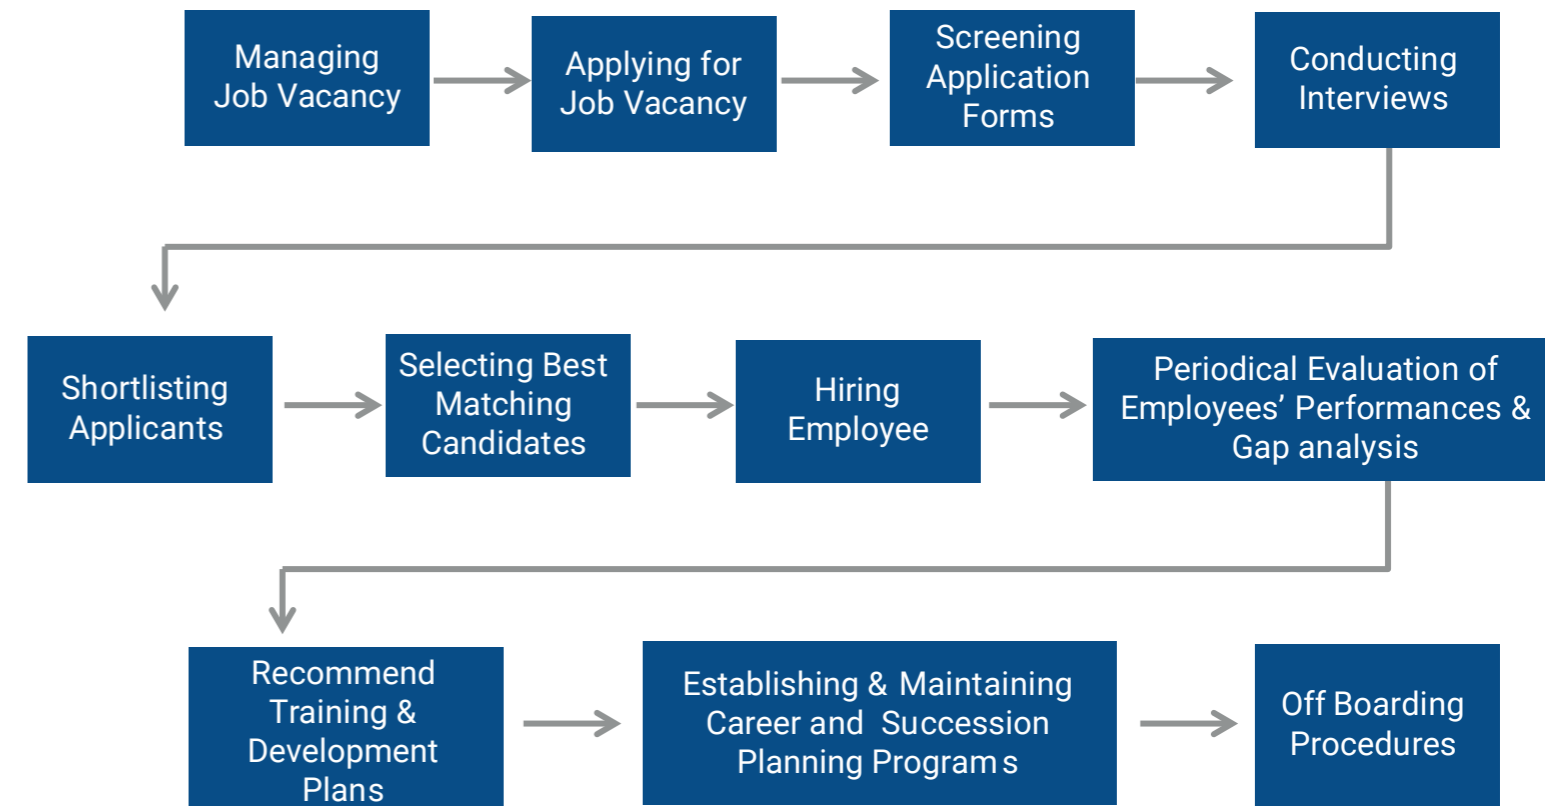 Managing
Job Vacancy
Applying for
Job Vacancy
Screening
Application
Forms
Conducting
Interviews
Shortlisting
Applicants
Selecting Best
Matching
Candidates
Hiring
Employee
Periodical Evaluation of
Employees’ Performances &
Gap analysis
Recommend
Training &
Development
Plans
Establishing & Maintaining
Career and Succession
Planning Programs
Off Boarding
Procedures